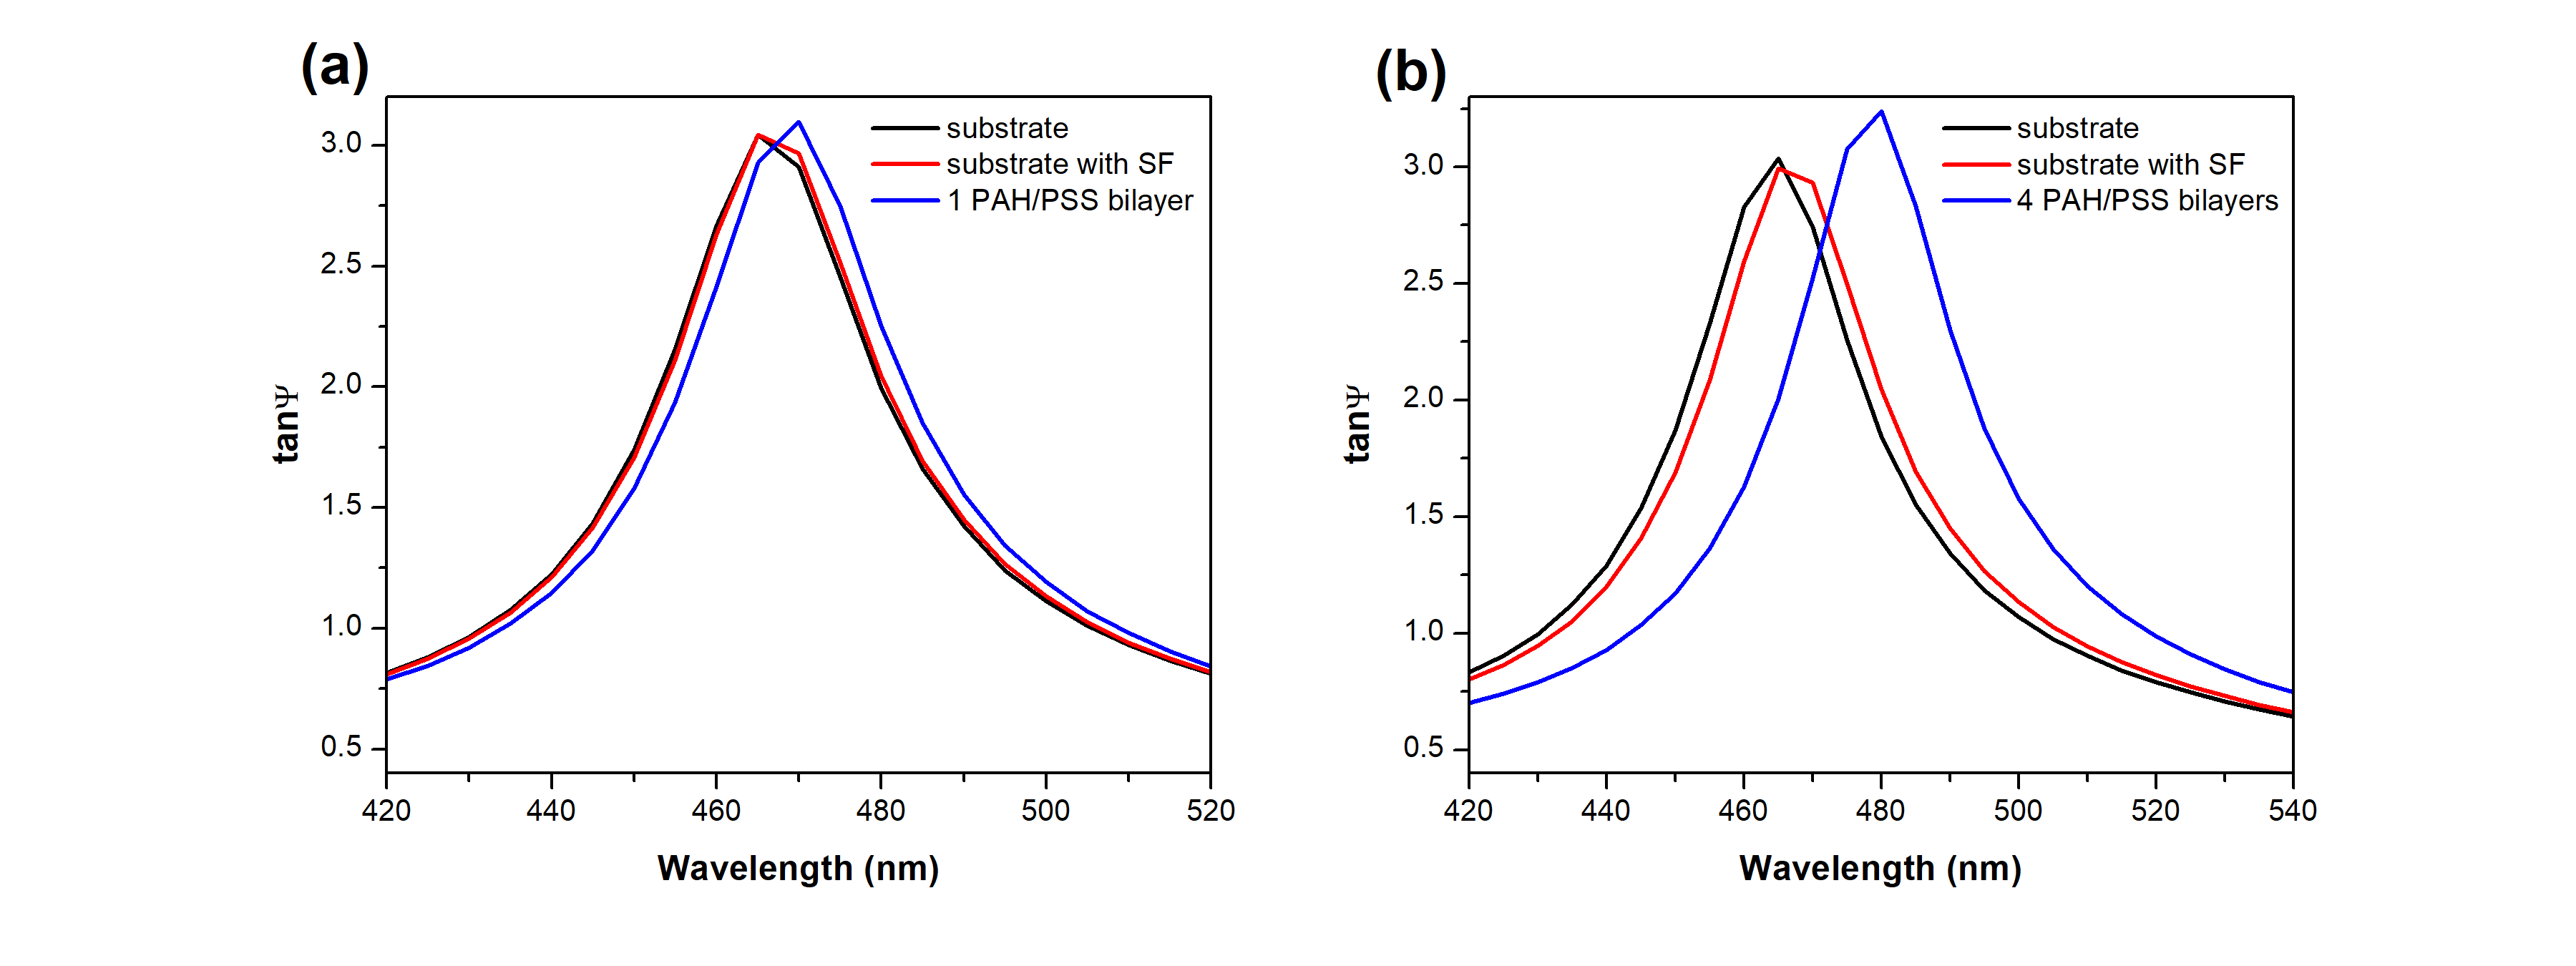 (a)
substrate
substrate with SF
1 PAH/PSS bilayer
3.0
2.5
2.0
1.5
1.0
0.5
tanΨ
420 440 460 480 500 520
Wavelength (nm)
(b)
substrate
substrate with SF
4 PAH/PSS bilayers
3.0
2.5
2.0
1.5
1.0
0.5
tanΨ
420 440 460 480 500 520 540
Wavelength (nm)